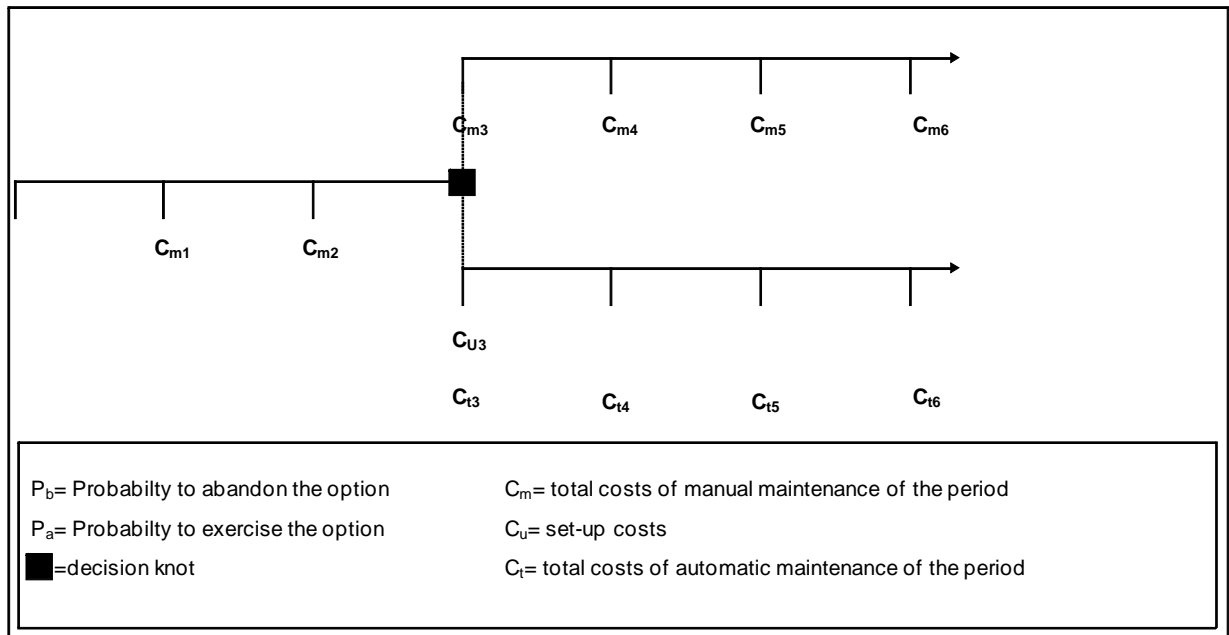 Cm3 Cm4 Cm5 Cm6
Cm1 Cm2
CU3
Ct3 Ct4 Ct5 Ct6
Pb= Probabilty to abandon the option
Cm= total costs of manual maintenance of the period
Pa= Probabilty to exercise the option
Cu= set-up costs
=decision knot
Ct= total costs of automatic maintenance of the period